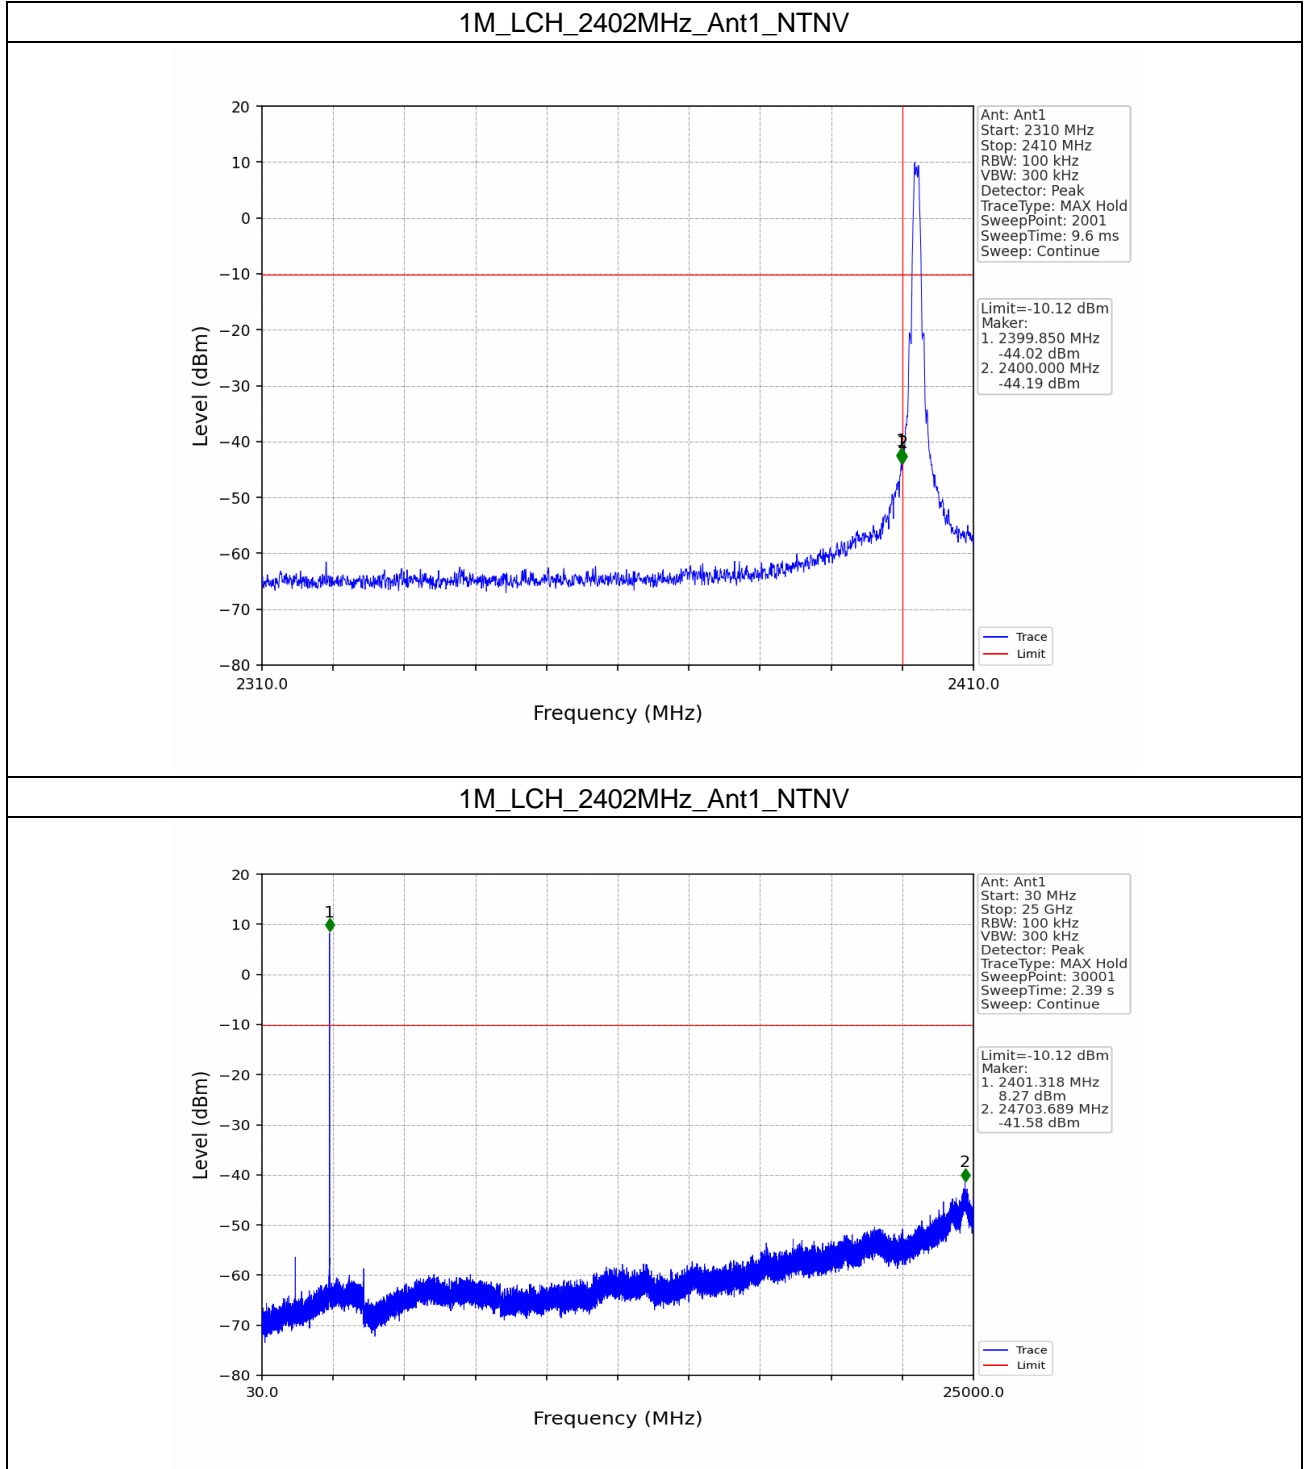 1M_LCH_2402MHz_Ant1_NTNV
20
10
0
−10
−20
−30
−40
−50
−60
−70
−80
Level (dBm)
2310.0
2410.0
Frequency (MHz)
1
2
Ant: Ant1
Start: 2310 MHz
Stop: 2410 MHz
RBW: 100 kHz
VBW: 300 kHz
Detector: Peak
TraceType: MAX Hold
SweepPoint: 2001
SweepTime: 9.6 ms
Sweep: Continue
Limit=-10.12 dBm
Maker:
1. 2399.850 MHz
-44.02 dBm
2. 2400.000 MHz
-44.19 dBm
Trace
Limit
1M_LCH_2402MHz_Ant1_NTNV
20
10
0
−10
−20
−30
−40
−50
−60
−70
−80
Level (dBm)
30.0
25000.0
Frequency (MHz)
1
2
Ant: Ant1
Start: 30 MHz
Stop: 25 GHz
RBW: 100 kHz
VBW: 300 kHz
Detector: Peak
TraceType: MAX Hold
SweepPoint: 30001
SweepTime: 2.39 s
Sweep: Continue
Limit=-10.12 dBm
Maker:
1. 2401.318 MHz
8.27 dBm
2. 24703.689 MHz
-41.58 dBm
Trace
Limit